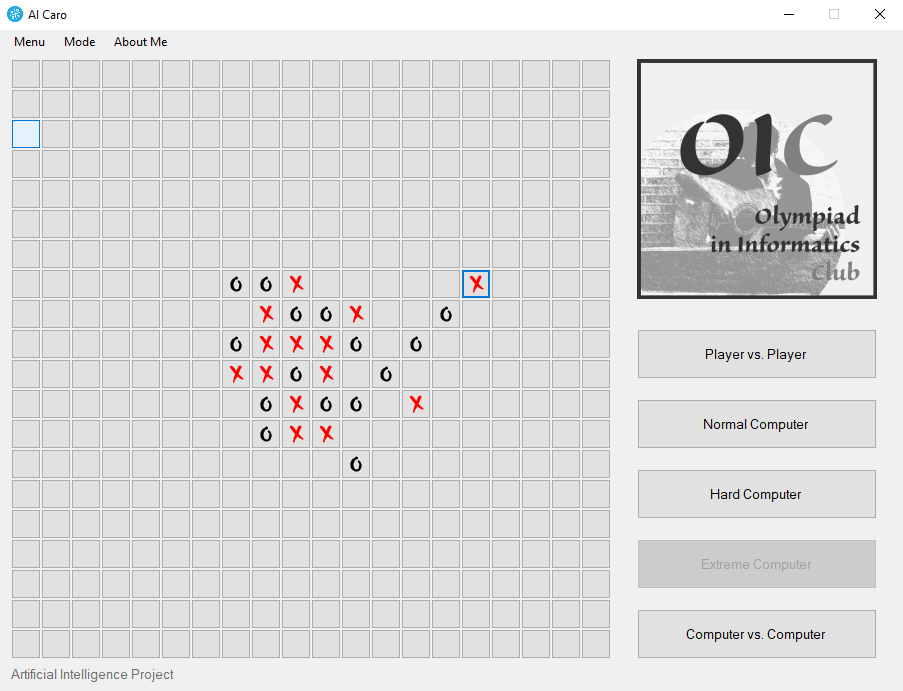 AI Caro
Menu Mode About Me
OIC
Olympiad
in Informatics
Club
O O X X
X O O X O
O X X X O O
X X O X O
O X O O X
O X X
O
Player vs. Player
Normal Computer
Hard Computer
Extreme Computer
Computer vs. Computer
Artificial Intelligence Project